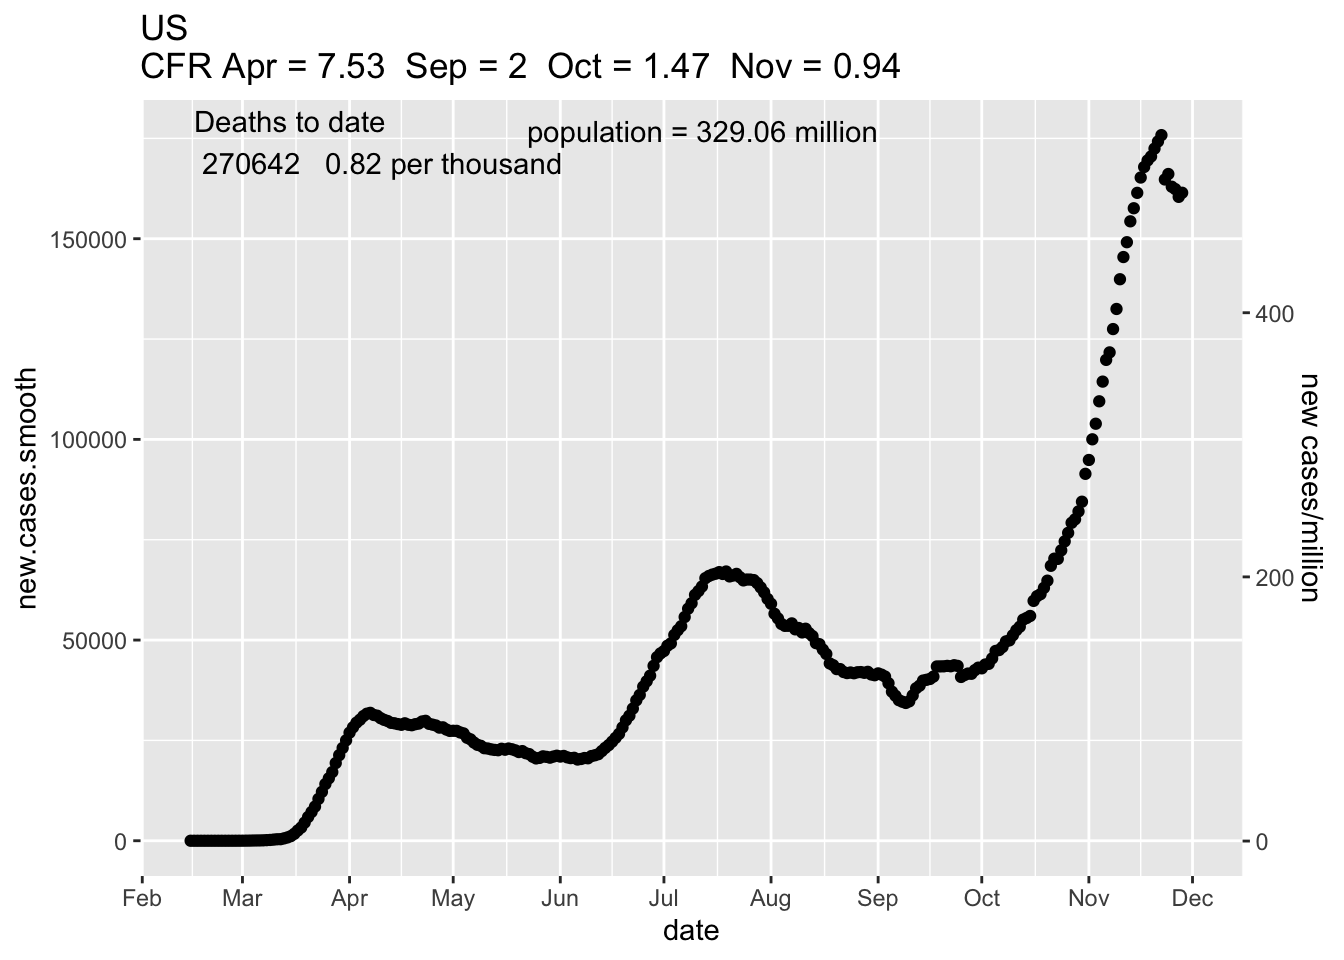 US
CFR Apr = 7.53  Sep = 2  Oct = 1.47  Nov = 0.94
Deaths to date
270642   0.82 per thousand
population = 329.06 million
new.cases.smooth
150000
100000
50000
0
400
200
0
new cases/million
Feb Mar Apr May Jun Jul Aug Sep Oct Nov Dec
date